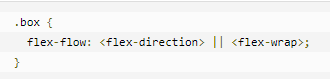 .box {
flex-flow: <flex-direction> || <flex-wrap>;
}